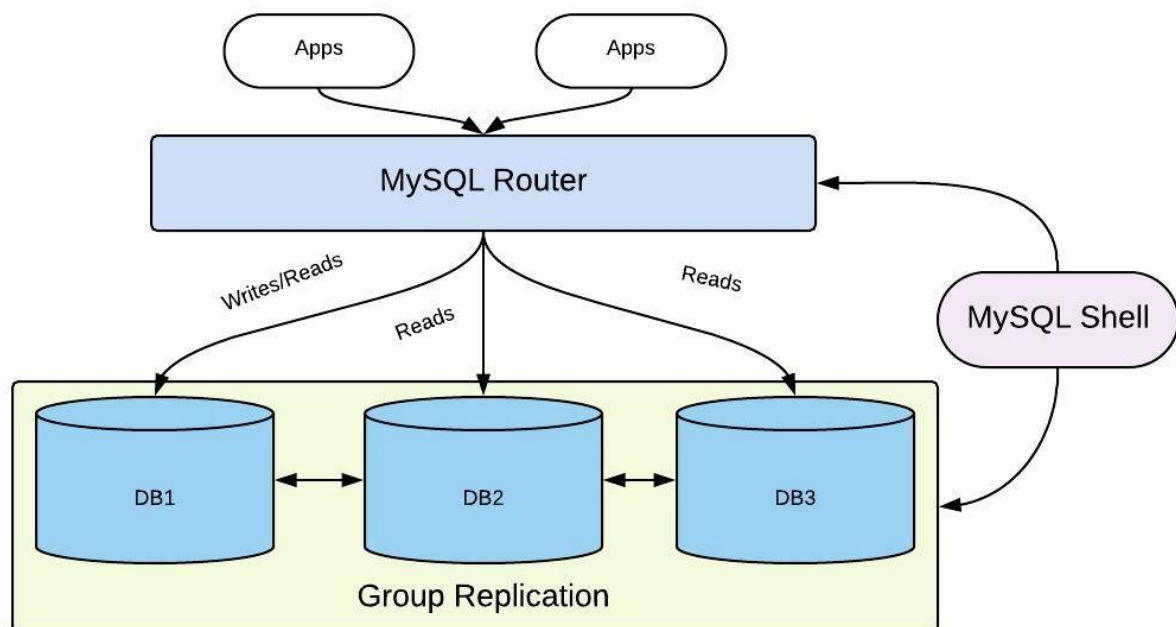 Apps
Apps
MySQL Router
Writes/Reads
Reads
Reads
MySQL Shell
DB1
DB2
DB3
Group Replication